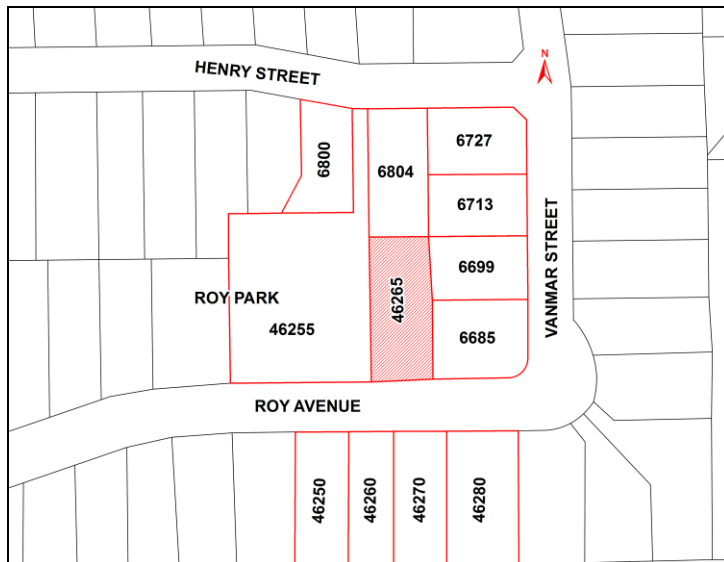 HENRY STREET
N
6800
6804
6727
6713
VANMAR STREET
6699
46265
ROY PARK
46255
6685
ROY AVENUE
46250
46260
46270
46280